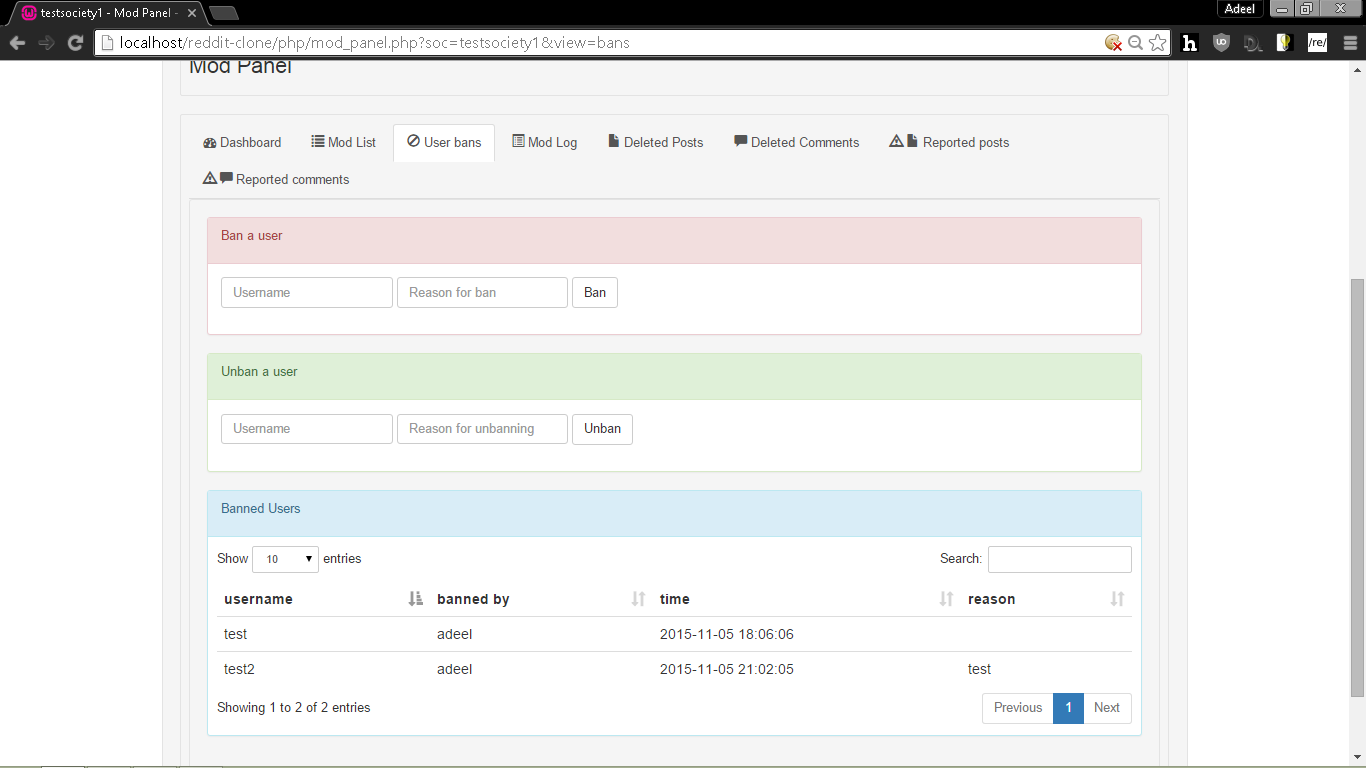 testsociety1 - Mod Panel -
Adeel
localhost/reddit-clone/php/mod_panel.php?soc=testsociety1&view=bans
h
/re/
Mod Panel
Dashboard Mod List User bans Mod Log Deleted Posts Deleted Comments Reported posts
Reported comments
Ban a user
Username Reason for ban Ban
Unban a user
Username Reason for unbanning Unban
Banned Users
Show 10 entries Search:
username banned by time reason
test adeel 2015-11-05 18:06:06
test2 adeel 2015-11-05 21:02:05 test
Showing 1 to 2 of 2 entries Previous 1 Next